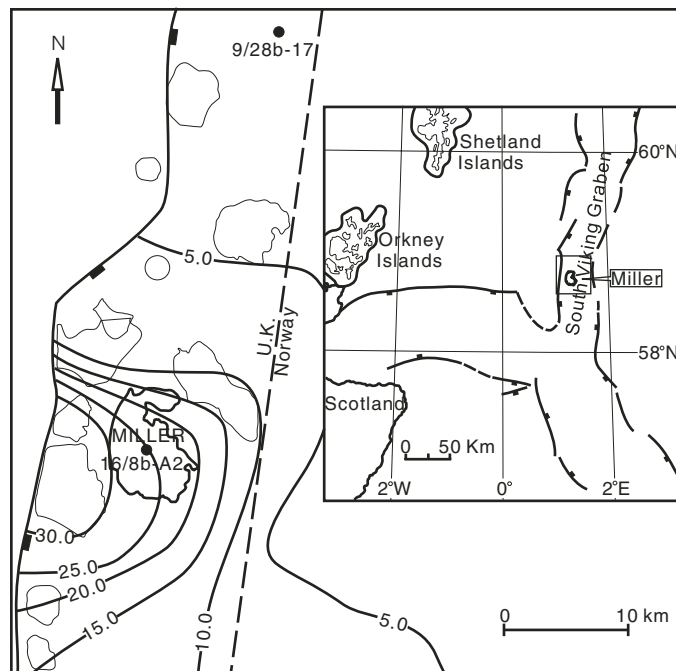 N
9/28b-17
Shetland
Islands
60°N
Orkney
Islands
South Viking Graben
Miller
5.0
U.K.
Norway
58°N
Scotland
0 50 Km
2°W 0° 2°E
MILLER
16/8b-A2
30.0
25.0
20.0
15.0
10.0
5.0
0 10 km